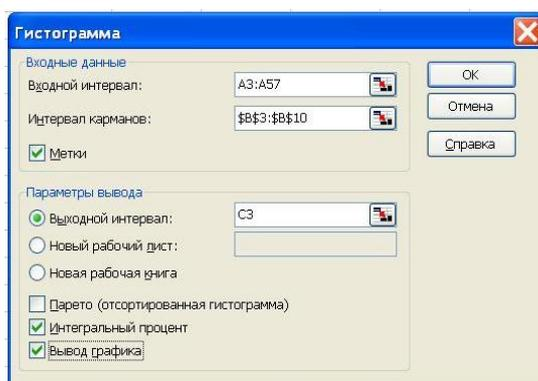 Гистограмма
Входные данные
Входной интервал: A3:A57
Интервал карманов: $B$3:$B$10
Метки
ОК
Отмена
Справка
Параметры вывода
Выходной интервал: C3
Новый рабочий лист:
Новая рабочая книга
Парето (отсортированная гистограмма)
Интегральный процент
Вывод графика